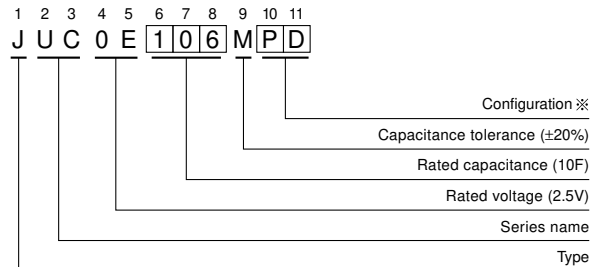 1 2 3 4 5 6 7 8 9 10 11
J U C 0 E 1 0 6 M P D
Configuration ※
Capacitance tolerance (±20%)
Rated capacitance (10F)
Rated voltage (2.5V)
Series name
Type